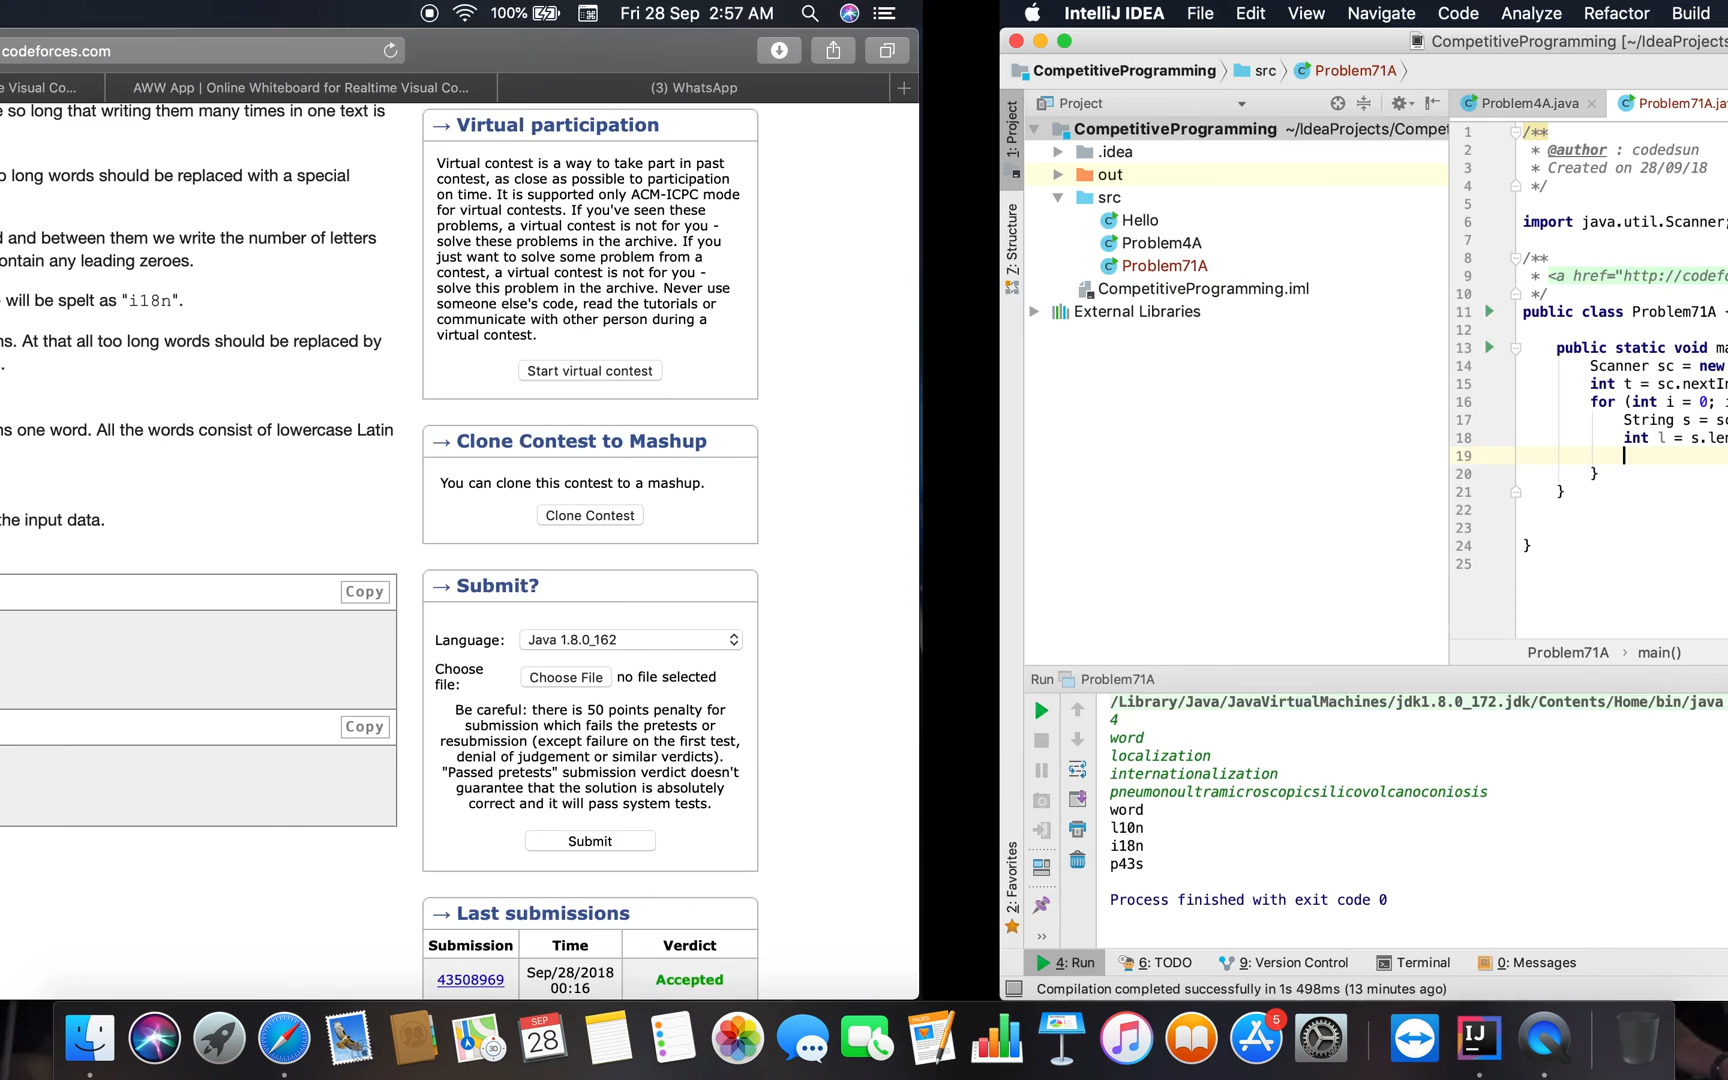 100%
Fri 28 Sep 2:57 AM
IntelliJ IDEA File Edit View Navigate Code Analyze Refactor Build
codeforces.com
e Visual Co...
AWW App | Online Whiteboard for Realtime Visual Co...
(3) WhatsApp
e so long that writing them many times in one text is
o long words should be replaced with a special
d and between them we write the number of letters
ontain any leading zeroes.
will be spelt as "i18n".
ns. At that all too long words should be replaced by
.
ns one word. All the words consist of lowercase Latin
the input data.
Copy
Copy
→ Virtual participation
Virtual contest is a way to take part in past
contest, as close as possible to participation
on time. It is supported only ACM-ICPC mode
for virtual contests. If you've seen these
problems, a virtual contest is not for you -
solve these problems in the archive. If you
just want to solve some problem from a
contest, a virtual contest is not for you -
solve this problem in the archive. Never use
someone else's code, read the tutorials or
communicate with other person during a
virtual contest.
Start virtual contest
→ Clone Contest to Mashup
You can clone this contest to a mashup.
Clone Contest
→ Submit?
Language: Java 1.8.0_162
Choose
file:
Choose File no file selected
Be careful: there is 50 points penalty for
submission which fails the pretests or
resubmission (except failure on the first test,
denial of judgement or similar verdicts).
"Passed pretests" submission verdict doesn't
guarantee that the solution is absolutely
correct and it will pass system tests.
Submit
→ Last submissions
Submission Time Verdict
43508969 Sep/28/2018
00:16 Accepted
CompetitiveProgramming [~/IdeaProjects
CompetitiveProgramming src Problem71A
1: Project
7: Structure
2: Favorites
Project
CompetitiveProgramming ~/IdeaProjects/Compet
.idea
out
src
Hello
Problem4A
Problem71A
CompetitiveProgramming.iml
External Libraries
Problem4A.java
Problem71A.ja
1 /**
2 * @author : codedsun
3 * Created on 28/09/18
4 */
5
6 import java.util.Scanner;
7
8 /**
9 * <a href="http://codefo
10 */
11 public class Problem71A {
12
13 public static void ma
14 Scanner sc = new
15 int t = sc.nextIn
16 for (int i = 0; i
17 String s = sc
18 int l = s.len
19
20 }
21 }
22
23
24 }
25
Problem71A › main()
Run Problem71A
/Library/Java/JavaVirtualMachines/jdk1.8.0_172.jdk/Contents/Home/bin/java
4
word
localization
internationalization
pneumonoultramicroscopicsilicovolcanoconiosis
word
l10n
i18n
p43s
Process finished with exit code 0
4: Run 6: TODO 9: Version Control Terminal 0: Messages
Compilation completed successfully in 1s 498ms (13 minutes ago)
SEP
28
3D
PAGES
5
IJ